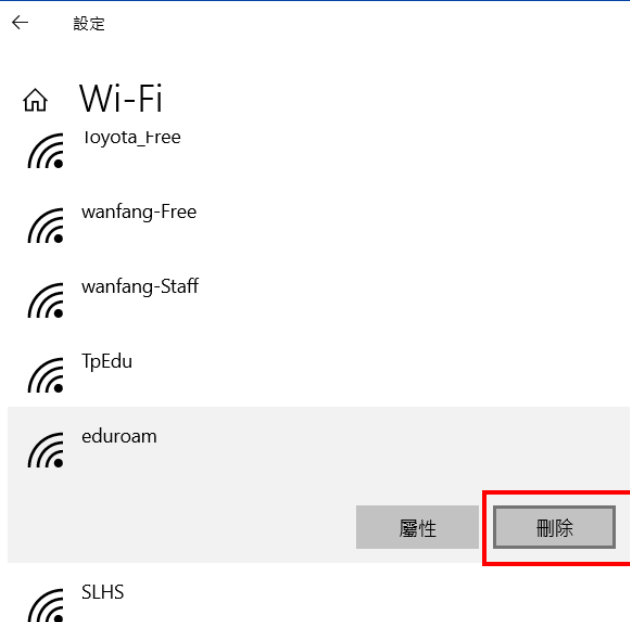 設定
Wi-Fi
Toyota_Free
wanfang-Free
wanfang-Staff
TpEdu
eduroam
屬性
刪除
SLHS